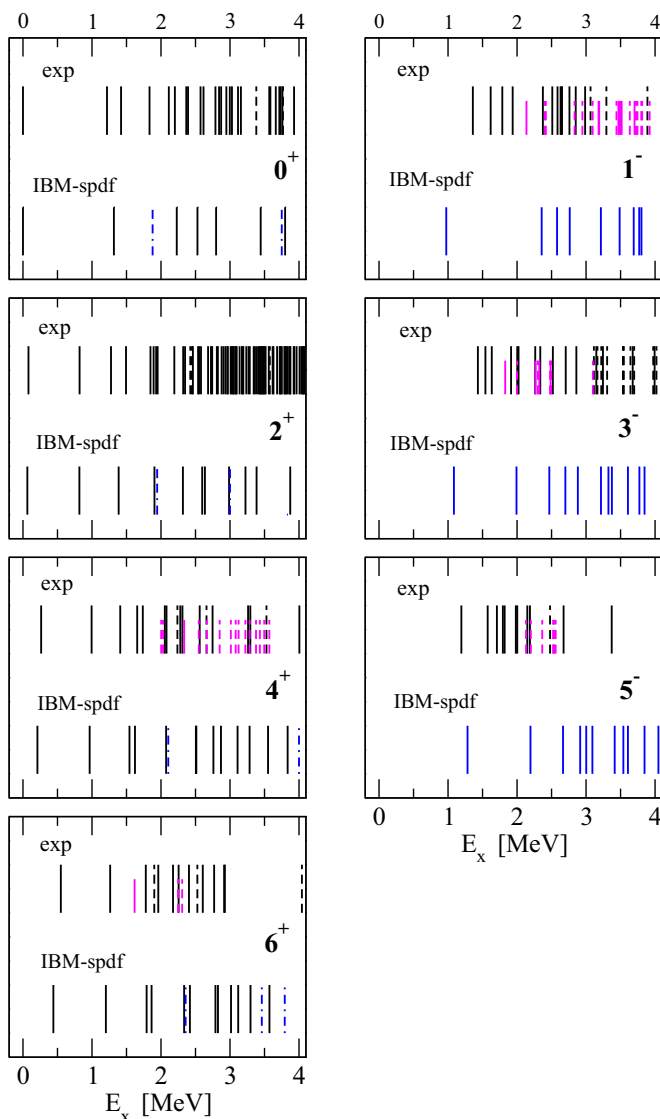 0 1 2 3 4
exp
IBM-spdf
0+
exp
IBM-spdf
2+
exp
IBM-spdf
4+
exp
IBM-spdf
6+
0 1 2 3 4
E_x [MeV]
0 1 2 3 4
exp
IBM-spdf
1-
exp
IBM-spdf
3-
exp
IBM-spdf
5-
0 1 2 3 4
E_x [MeV]